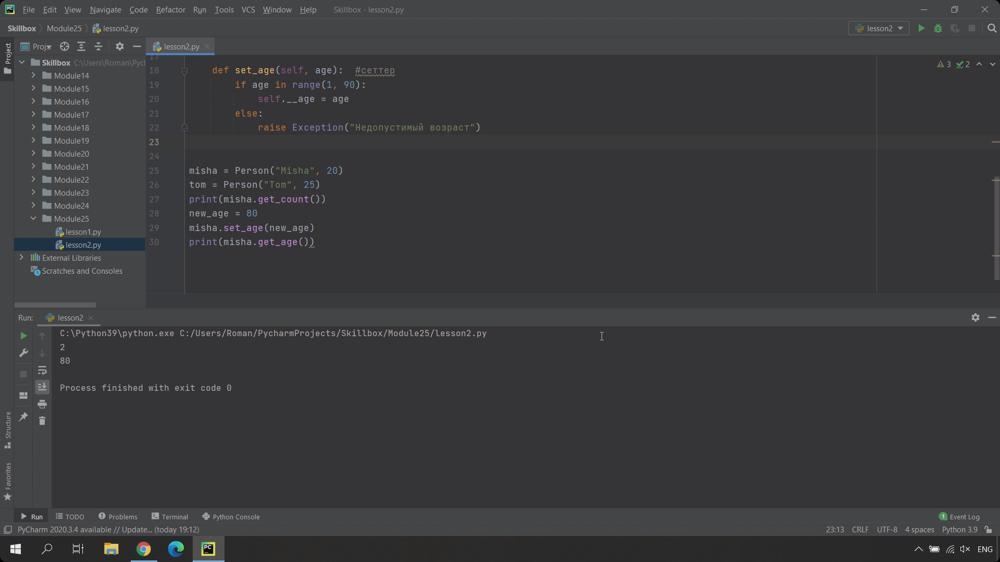 File Edit View Navigate Code Refactor Run Tools VCS Window Help Skillbox - lesson2.py
Skillbox Module25 lesson2.py lesson2
Project
Proj lesson2.py
Skillbox C:\Users\Roman\Pych
Module14
Module15
Module16
Module17
Module18
Module19
Module20
Module21
Module22
Module23
Module24
Module25
lesson1.py
lesson2.py
External Libraries
Scratches and Consoles
17
18 def set_age(self, age): #сеттер
19 if age in range(1, 90):
20 self.__age = age
21 else:
22 raise Exception("Недопустимый возраст")
23
24
25 misha = Person("Misha", 20)
26 tom = Person("Tom", 25)
27 print(misha.get_count())
28 new_age = 80
29 misha.set_age(new_age)
30 print(misha.get_age())
3 2
Run: lesson2
C:\Python39\python.exe C:/Users/Roman/PycharmProjects/Skillbox/Module25/lesson2.py
2
80
Process finished with exit code 0
Structure
Favorites
Run TODO Problems Terminal Python Console 1 Event Log
PyCharm 2020.3.4 available // Update... (today 19:12) 23:13 CRLF UTF-8 4 spaces Python 3.9
PC ENG